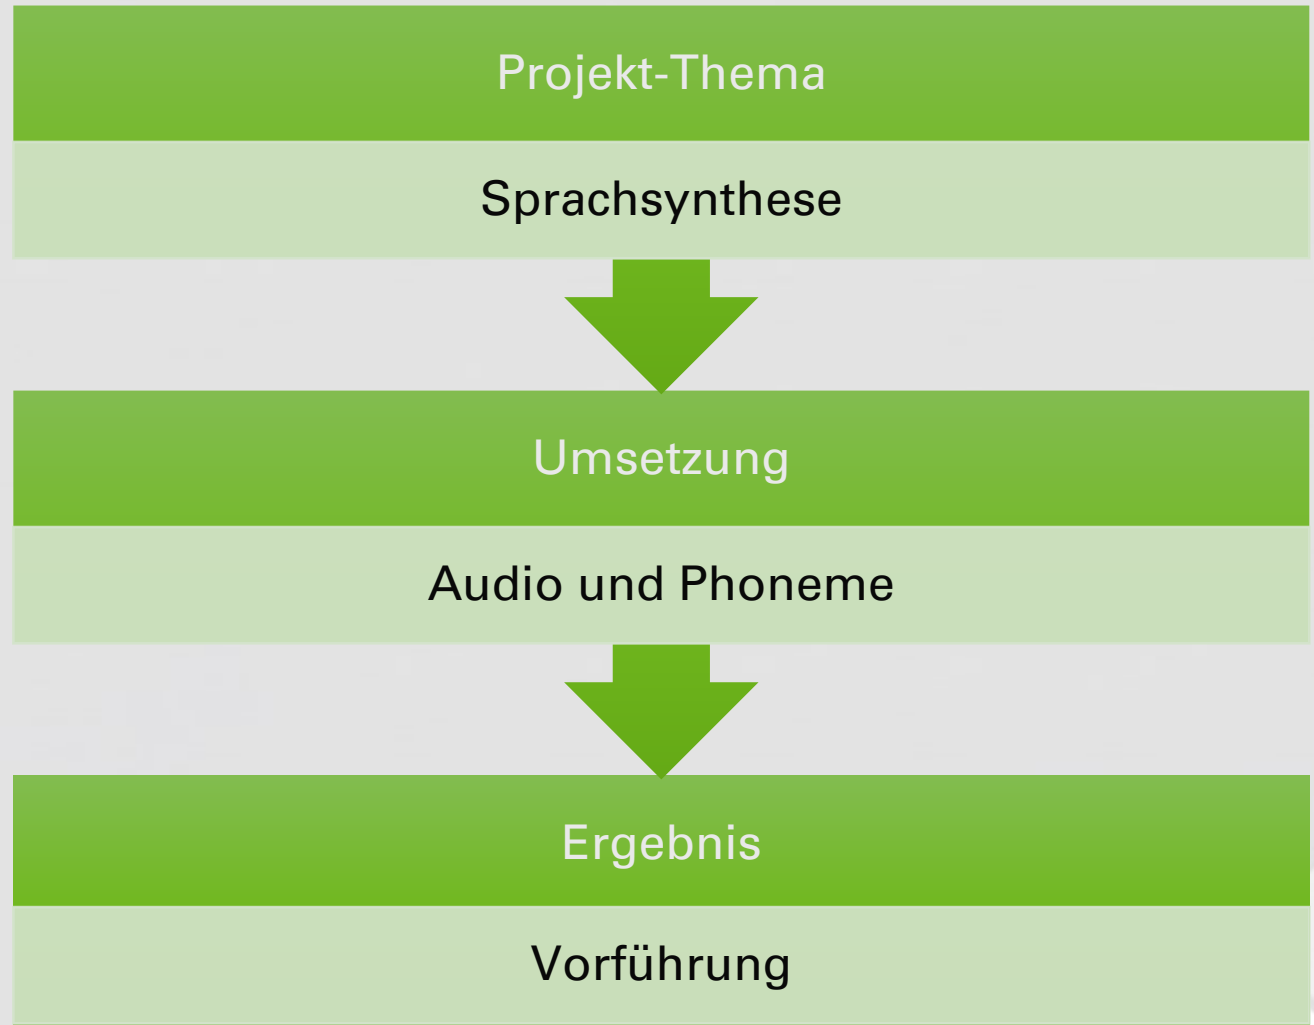 Projekt-Thema
Sprachsynthese
Umsetzung
Audio und Phoneme
Ergebnis
Vorführung